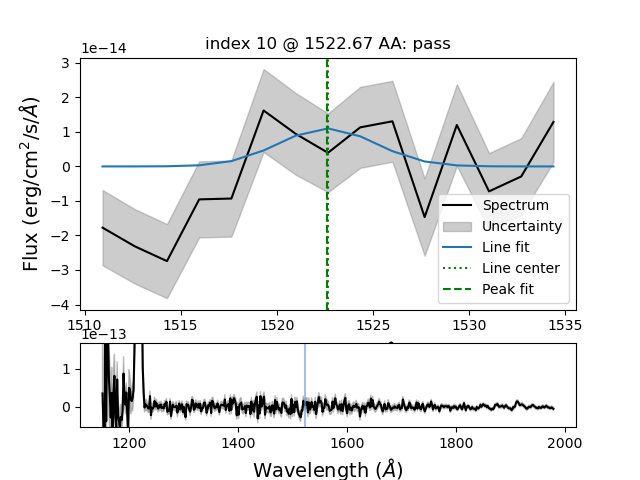 index 10 @ 1522.67 AA: pass
1e−14
3
2
1
0
−1
−2
−3
−4
Flux (erg/cm²/s/Å)
Spectrum
Uncertainty
Line fit
Line center
Peak fit
1510 1515 1520 1525 1530 1535
1e−13
1
0
1200 1400 1600 1800 2000
Wavelength (Å)